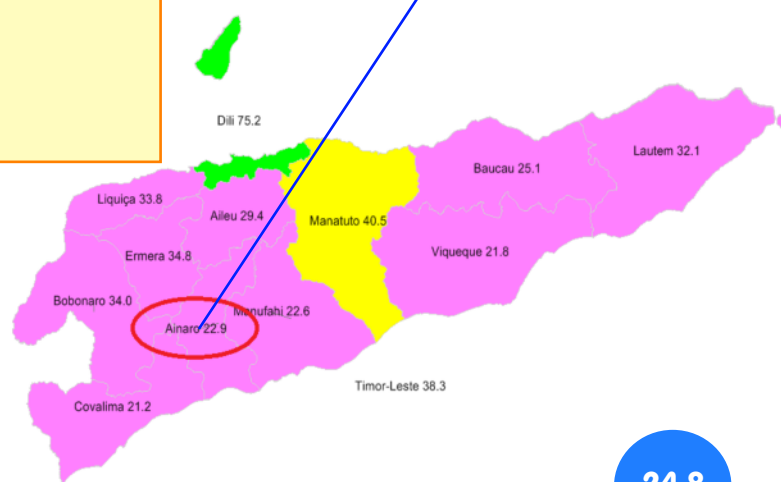 Dili 75.2
Lautem 32.1
Baucau 25.1
Liquiça 33.8
Aileu 29.4
Manatuto 40.5
Viqueque 21.8
Ermera 34.8
Bobonaro 34.0
Manufahi 22.6
Ainaro 22.9
Timor-Leste 38.3
Covalima 21.2
24.8